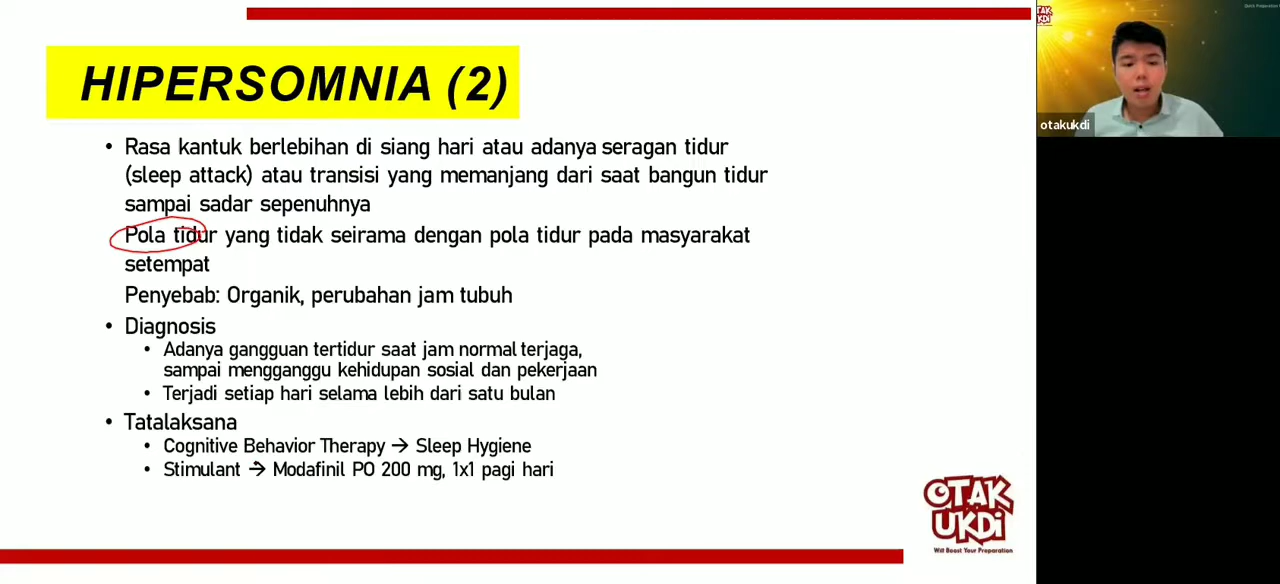 HIPERSOMNIA (2)
• Rasa kantuk berlebihan di siang hari atau adanya seragan tidur
(sleep attack) atau transisi yang memanjang dari saat bangun tidur
sampai sadar sepenuhnya
Pola tidur yang tidak seirama dengan pola tidur pada masyarakat
setempat
Penyebab: Organik, perubahan jam tubuh
• Diagnosis
• Adanya gangguan tertidur saat jam normal terjaga,
sampai mengganggu kehidupan sosial dan pekerjaan
• Terjadi setiap hari selama lebih dari satu bulan
• Tatalaksana
• Cognitive Behavior Therapy → Sleep Hygiene
• Stimulant → Modafinil PO 200 mg, 1x1 pagi hari
OTAK
UKDi
Will Boost Your Preparation
TAK
KDi
otakukdi